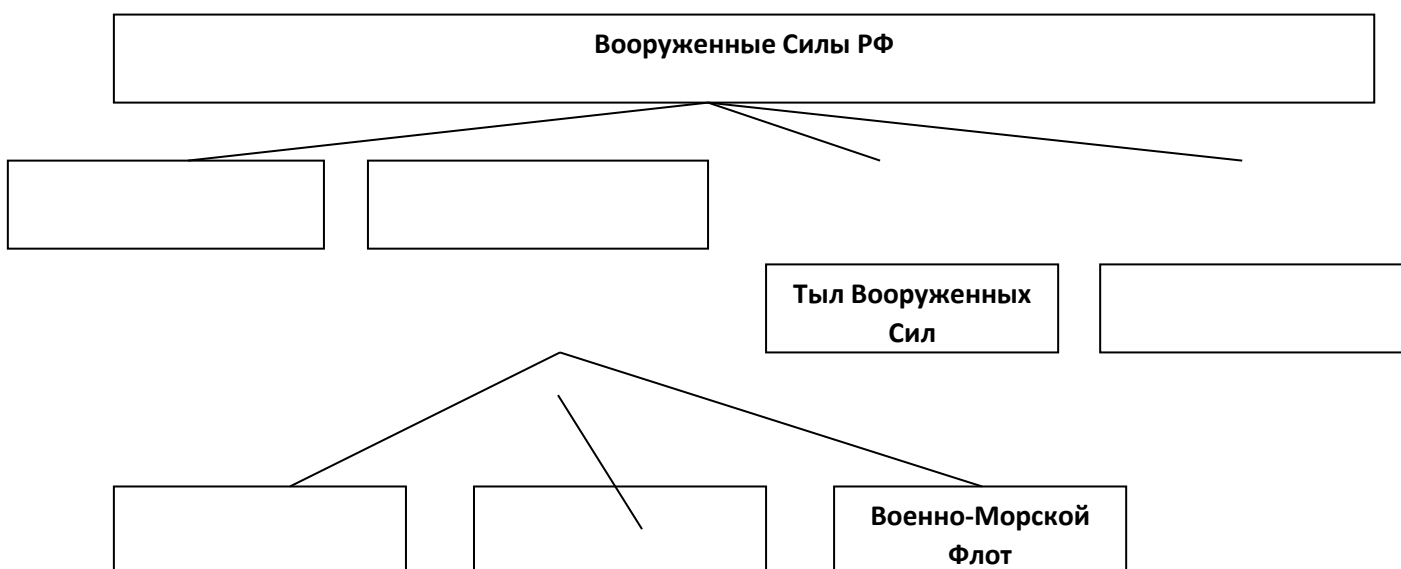 Вооруженные Силы РФ
Тыл Вооруженных
Сил
Военно-Морской
Флот